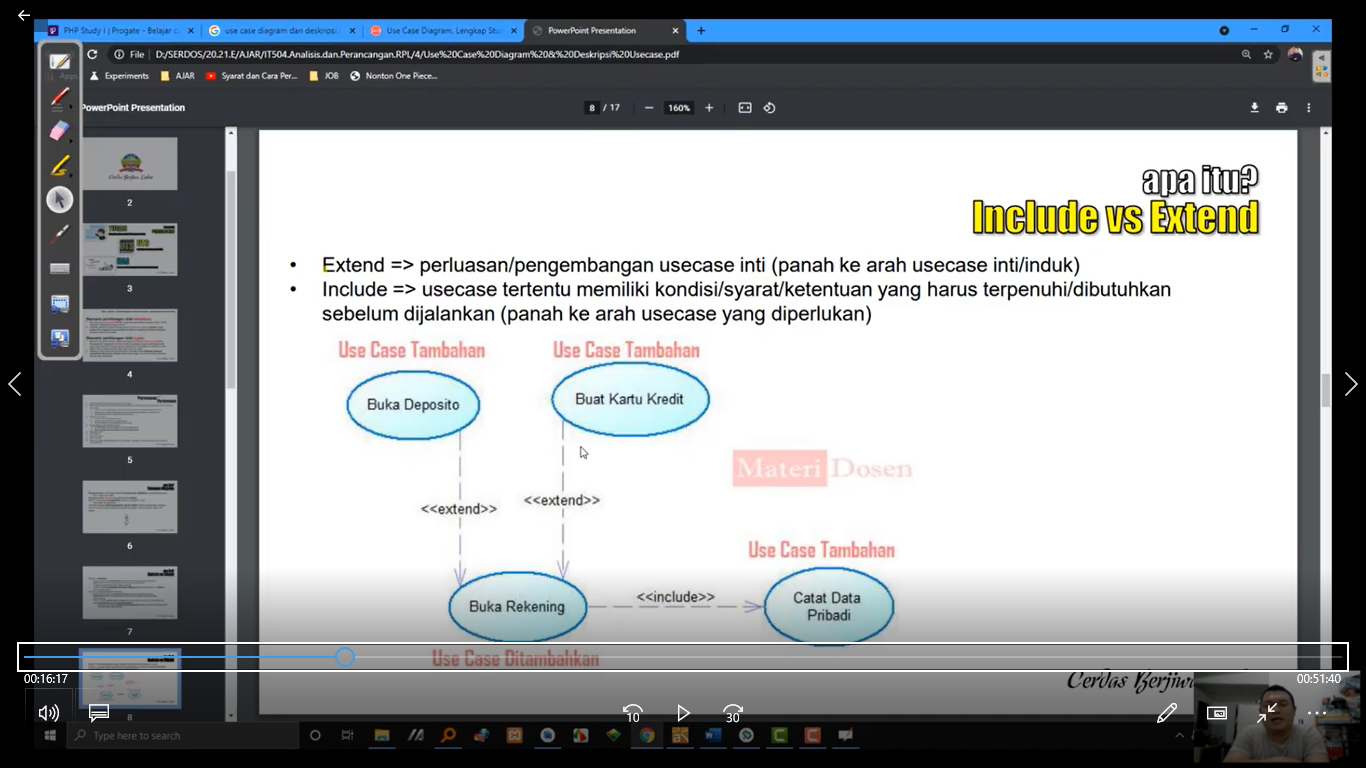 PHP Study I | Progate - Belajar c
use case diagram dan deskripsi
Use Case Diagram, Lengkap Stu
PowerPoint Presentation
File
D:/SERDOS/20.21.E/AJAR/IT504.Analisis.dan.Perancangan.RPL/4/Use%20Case%20Diagram%20&%20Deskripsi%20Usecase.pdf
Apps
Experiments
AJAR
Syarat dan Cara Per...
JOB
Nonton One Piece...
PowerPoint Presentation
8 / 17
160%
2
3
4
5
6
7
8
apa itu?
Include vs Extend
• Extend => perluasan/pengembangan usecase inti (panah ke arah usecase inti/induk)
• Include => usecase tertentu memiliki kondisi/syarat/ketentuan yang harus terpenuhi/dibutuhkan
sebelum dijalankan (panah ke arah usecase yang diperlukan)
Use Case Tambahan
Use Case Tambahan
Buka Deposito
Buat Kartu Kredit
Materi Dosen
<<extend>>
<<extend>>
Use Case Tambahan
Buka Rekening
<<include>>
Catat Data
Pribadi
Use Case Ditambahkan
Cerdas
00:16:17
00:51:40
10
30
Type here to search